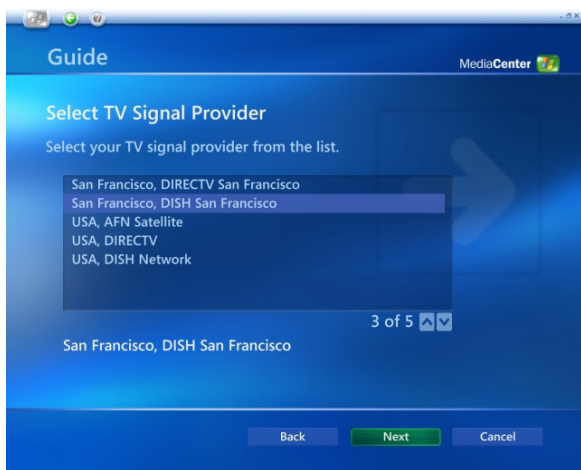 Guide
MediaCenter
Select TV Signal Provider
Select your TV signal provider from the list.
San Francisco, DIRECTV San Francisco
San Francisco, DISH San Francisco
USA, AFN Satellite
USA, DIRECTV
USA, DISH Network
3 of 5
San Francisco, DISH San Francisco
Back Next Cancel